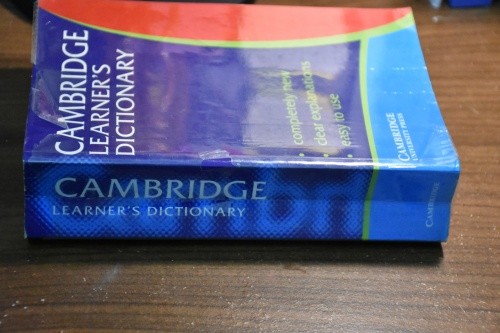 CAMBRIDGE
LEARNER'S
DICTIONARY
completely new
clear explanations
easy to use
CAMBRIDGE
UNIVERSITY PRESS
CAMBRIDGE
LEARNER'S DICTIONARY
CAMBRIDGE